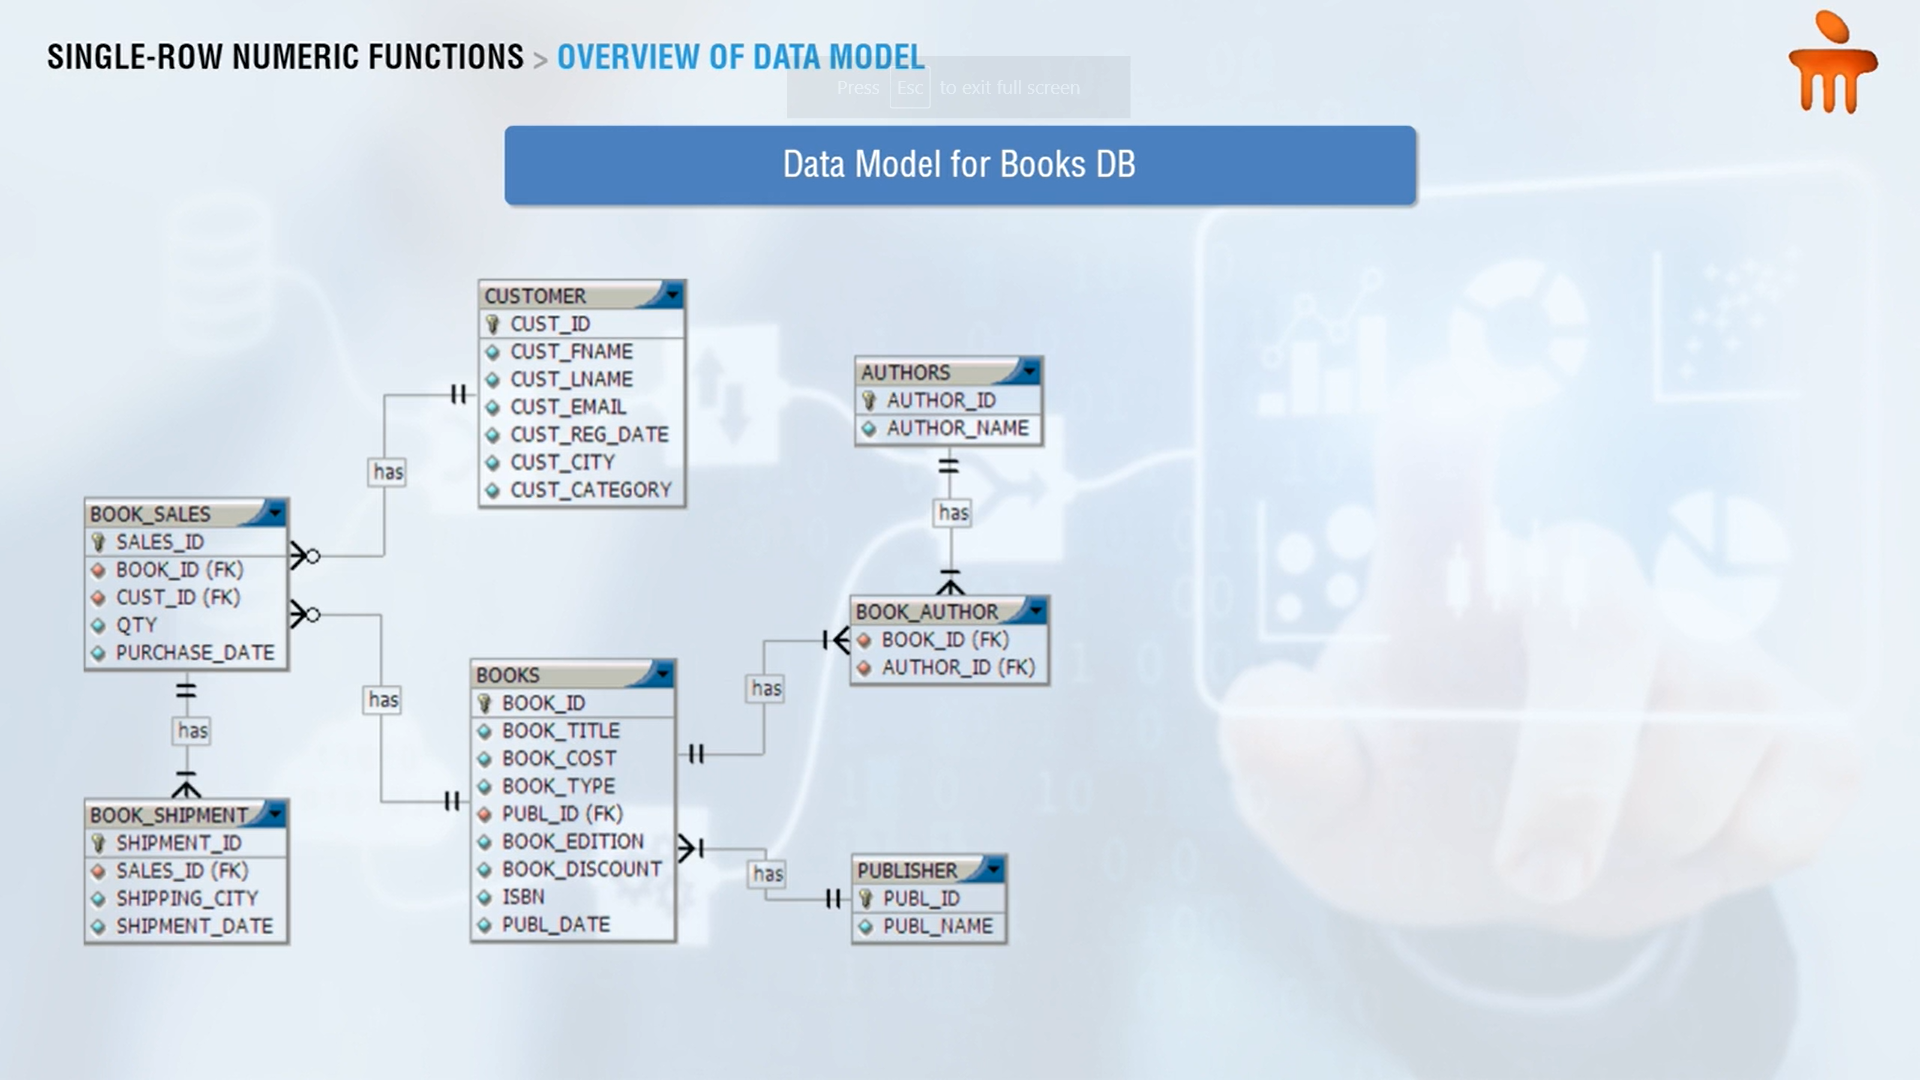 SINGLE-ROW NUMERIC FUNCTIONS > OVERVIEW OF DATA MODEL
Press Esc to exit full screen
Data Model for Books DB
CUSTOMER
CUST_ID
CUST_FNAME
CUST_LNAME
CUST_EMAIL
CUST_REG_DATE
CUST_CITY
CUST_CATEGORY
AUTHORS
AUTHOR_ID
AUTHOR_NAME
has
has
BOOK_SALES
SALES_ID
BOOK_ID (FK)
CUST_ID (FK)
QTY
PURCHASE_DATE
BOOK_AUTHOR
BOOK_ID (FK)
AUTHOR_ID (FK)
has
has
has
BOOKS
BOOK_ID
BOOK_TITLE
BOOK_COST
BOOK_TYPE
PUBL_ID (FK)
BOOK_EDITION
BOOK_DISCOUNT
ISBN
PUBL_DATE
BOOK_SHIPMENT
SHIPMENT_ID
SALES_ID (FK)
SHIPPING_CITY
SHIPMENT_DATE
has
PUBLISHER
PUBL_ID
PUBL_NAME